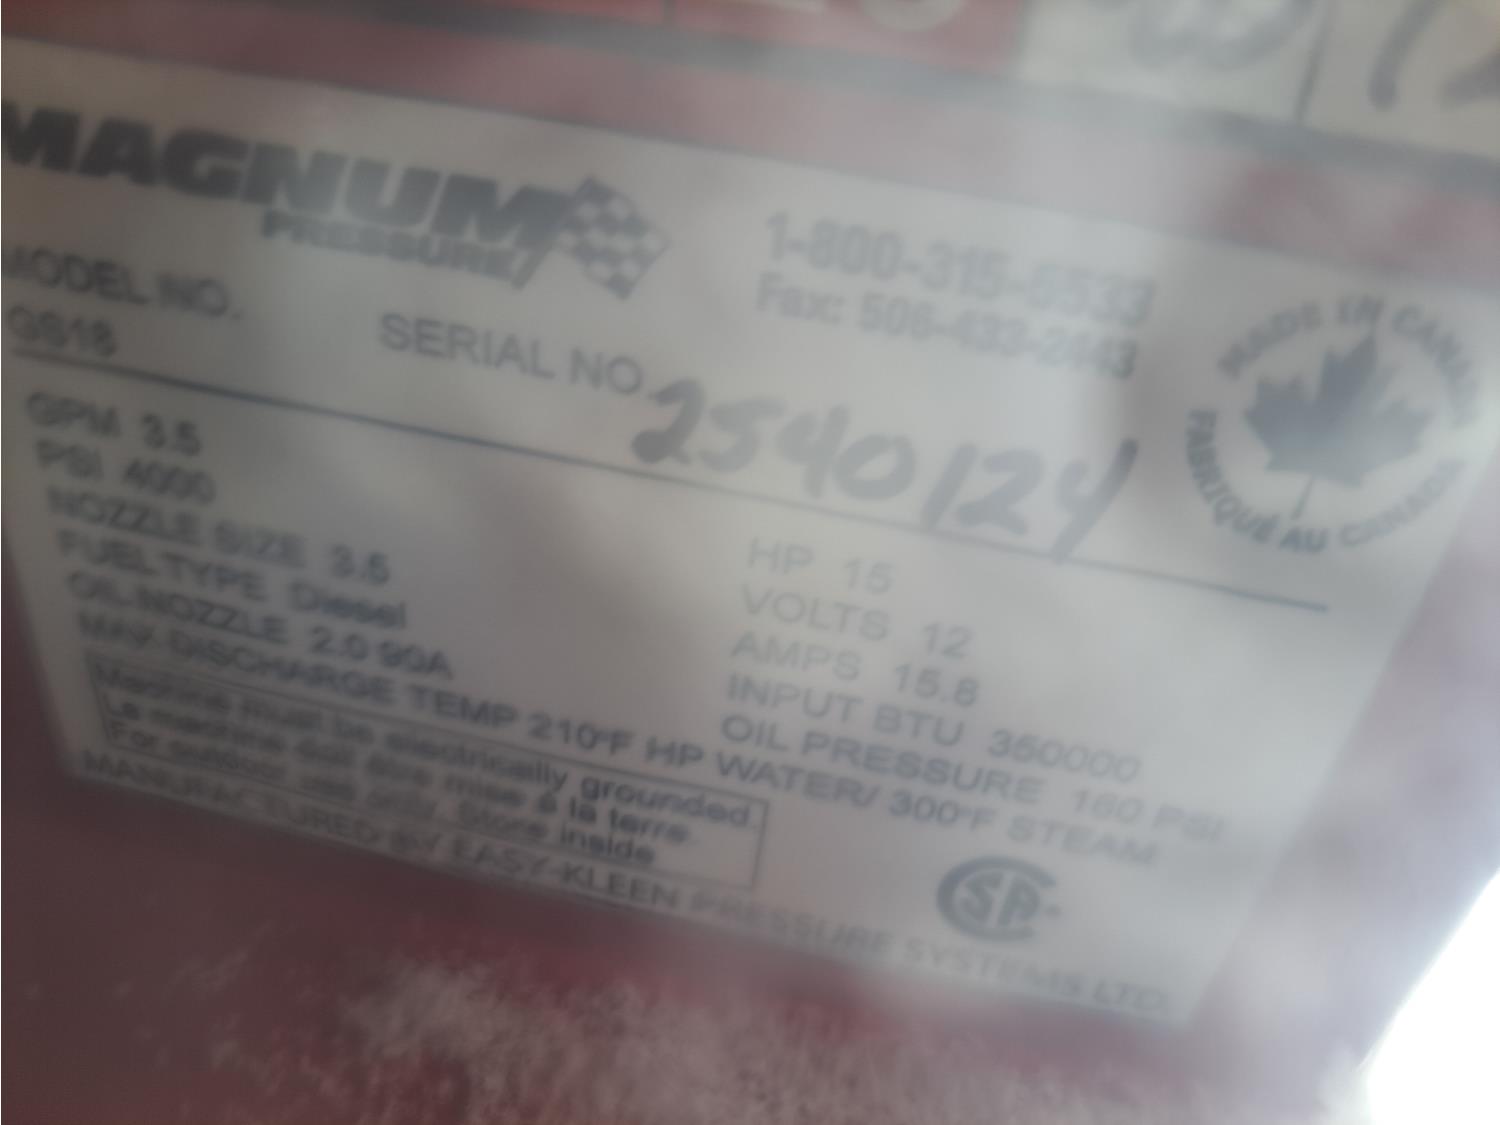 MAGNUM
PRESSURE
1-800-315-9533
Fax: 506-433-2443
MADE IN CANADA
FABRIQUÉ AU CANADA
MODEL NO.
GS18
SERIAL NO. 2540124
GPM 3.5
PSI 4000
NOZZLE SIZE 3.5
FUEL TYPE Diesel
OIL-NOZZLE 2.0 90A
HP 15
VOLTS 12
AMPS 15.8
INPUT BTU 350000
OIL PRESSURE 160 PSI
MAX DISCHARGE TEMP 210°F HP WATER/ 300°F STEAM
Machine must be electrically grounded
La machine doit être mise à la terre
For outdoor use only. Store inside
MANUFACTURED BY EASY-KLEEN PRESSURE SYSTEMS LTD.